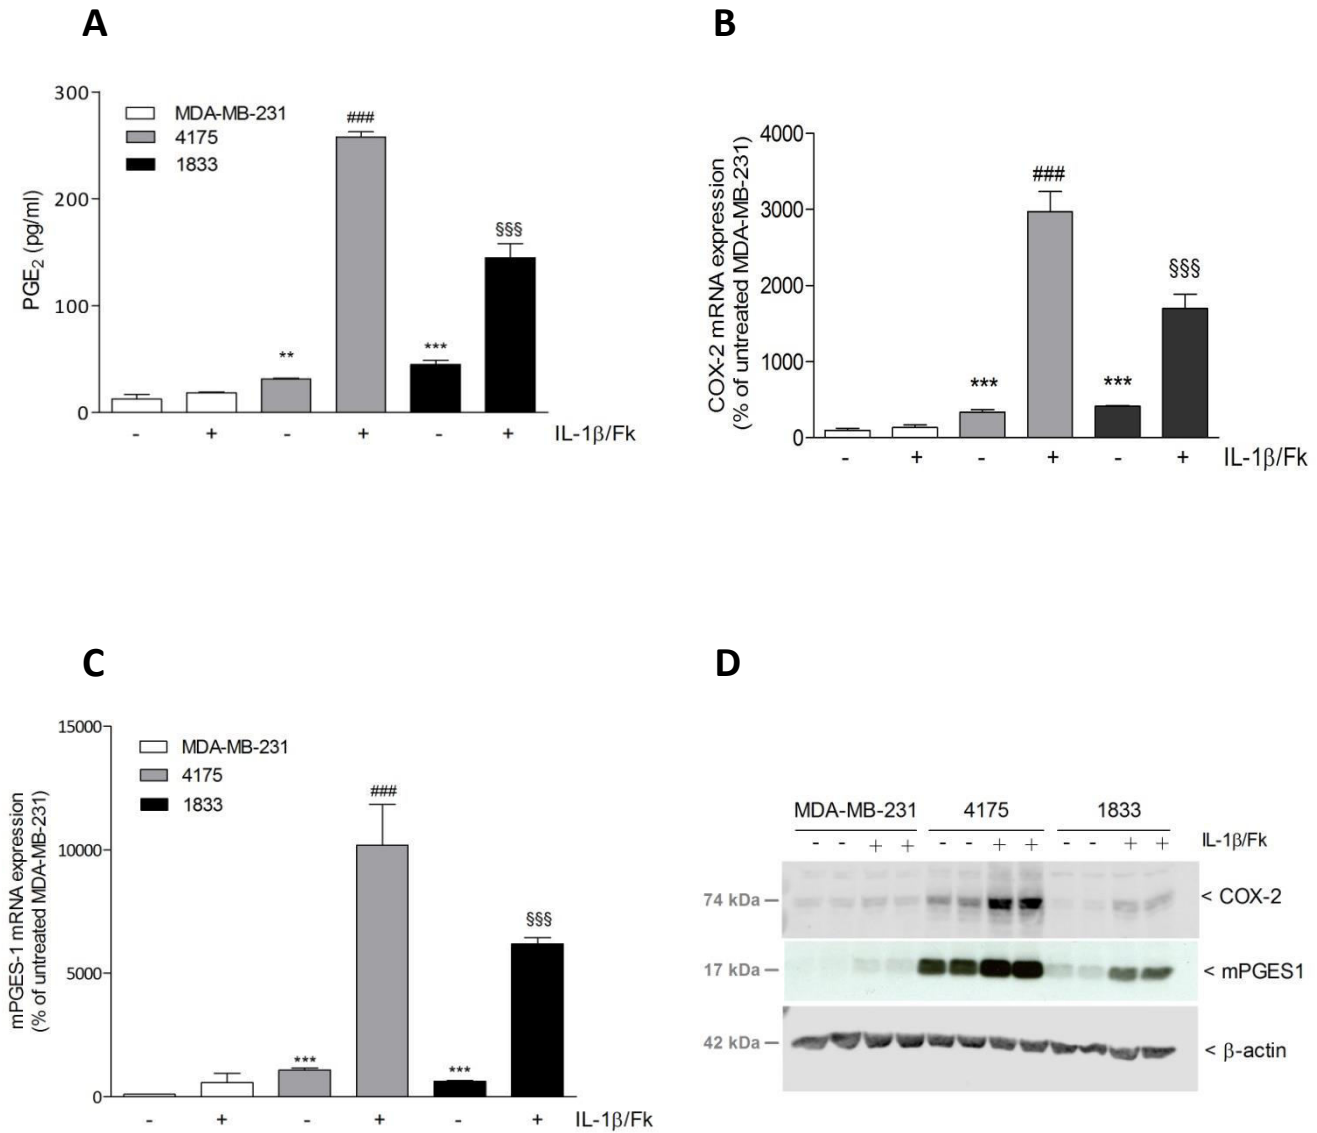 A
B
300
MDA-MB-231
4175
1833
200
100
0
PGE2 (pg/ml)
**
###
***
§§§
- + - + - + IL-1β/Fk
COX-2 mRNA expression
(% of untreated MDA-MB-231)
4000
3000
2000
1000
0
***
###
***
§§§
- + - + - + IL-1β/Fk
C
D
mPGES-1 mRNA expression
(% of untreated MDA-MB-231)
15000
MDA-MB-231
4175
1833
10000
5000
0
***
###
***
§§§
- + - + - + IL-1β/Fk
MDA-MB-231 4175 1833
- - + + - - + + - - + + IL-1β/Fk
74 kDa < COX-2
17 kDa < mPGES1
42 kDa < β-actin